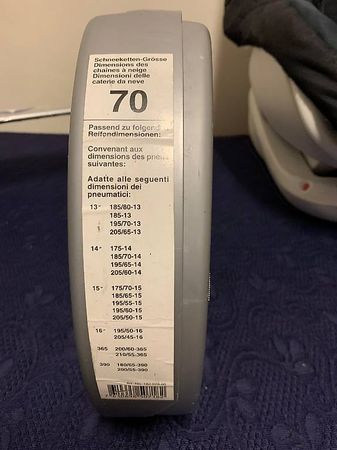 Schneeketten-Grösse
Dimensions des
chaînes à neige
Dimensioni delle
caterie da neve
70
Passend zu folgend
Reifendimensionen:
Convenant aux
dimensions des pneus
suivantes:
Adatte alle seguenti
dimensioni dei
pneumatici:
13" 185/80-13
185-13
195/70-13
205/65-13
14" 175-14
185/70-14
195/65-14
205/60-14
15" 175/70-15
185/65-15
195/55-15
195/60-15
205/50-15
16" 195/50-16
205/45-16
365 200/60-365
210/55-365
390 180/65-390
200/55-390